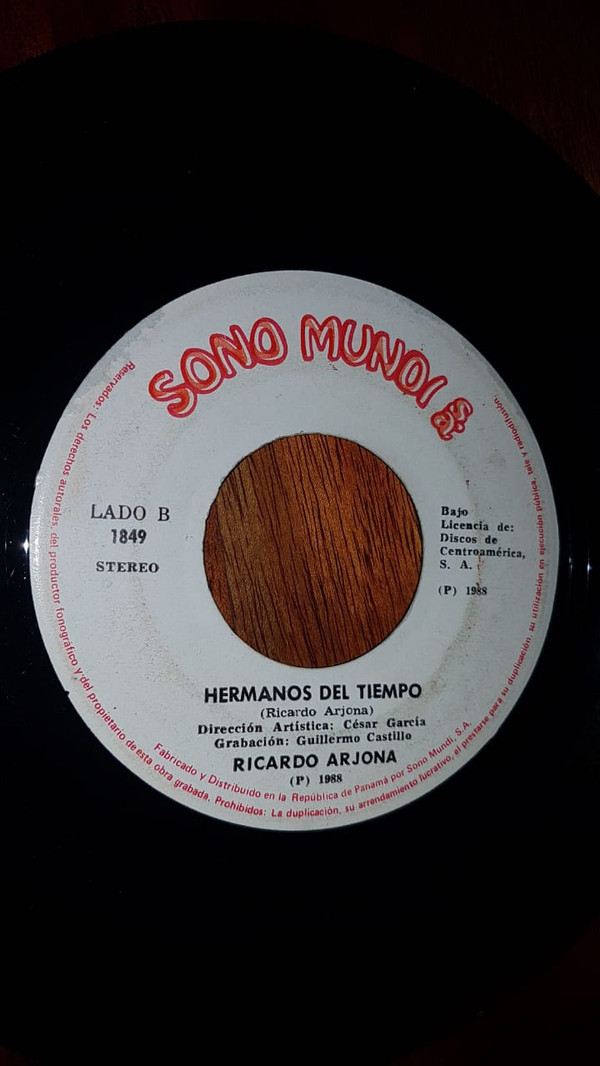 SONO MUNDI S.A.
LADO B
1849
STEREO
Bajo
Licencia de:
Discos de
Centroamérica,
S. A.
(P) 1988
HERMANOS DEL TIEMPO
(Ricardo Arjona)
Dirección Artística: César García
Grabación: Guillermo Castillo
RICARDO ARJONA
(P) 1988
Fabricado y Distribuido en la República de Panamá por Sono Mundi, S.A.
Reservados: Los derechos autorales, del productor fonográfico y del propietario de esta obra grabada. Prohibidos: La duplicación, su arrendamiento lucrativo, el prestarse para su duplicación, su utilización en ejecución pública, tele y radiodifusión.